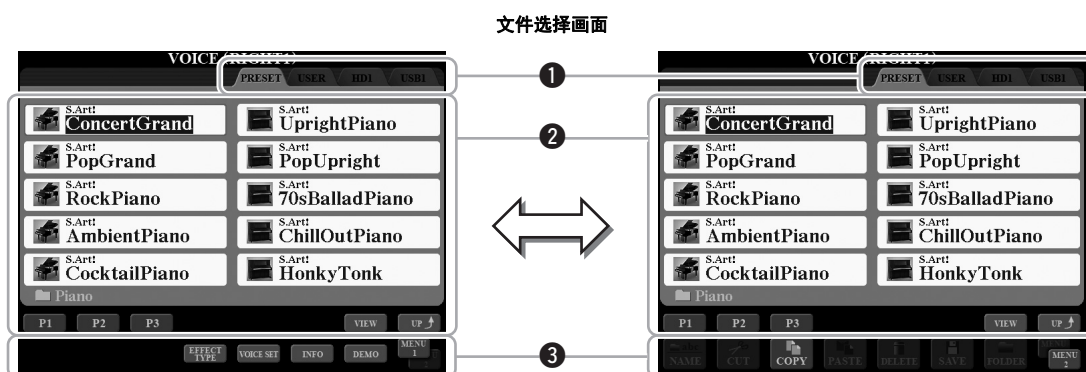 文件选择画面
VOICE (RIGHT1)
PRESET USER HD1 USB1
S.Art!
ConcertGrand
S.Art!
UprightPiano
S.Art!
PopGrand
S.Art!
PopUpright
S.Art!
RockPiano
S.Art!
70sBalladPiano
S.Art!
AmbientPiano
S.Art!
ChillOutPiano
S.Art!
CocktailPiano
S.Art!
HonkyTonk
Piano
P1 P2 P3 VIEW UP
EFFECT TYPE VOICE SET INFO DEMO MENU 1
1
2
3
VOICE (RIGHT1)
PRESET USER HD1 USB1
S.Art!
ConcertGrand
S.Art!
UprightPiano
S.Art!
PopGrand
S.Art!
PopUpright
S.Art!
RockPiano
S.Art!
70sBalladPiano
S.Art!
AmbientPiano
S.Art!
ChillOutPiano
S.Art!
CocktailPiano
S.Art!
HonkyTonk
Piano
P1 P2 P3 VIEW UP
NAME CUT COPY PASTE DELETE SAVE FOLDER MENU 2